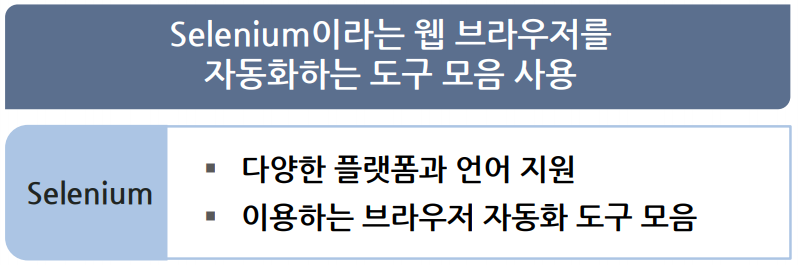 Selenium이라는 웹 브라우저를
자동화하는 도구 모음 사용
Selenium
▪ 다양한 플랫폼과 언어 지원
▪ 이용하는 브라우저 자동화 도구 모음